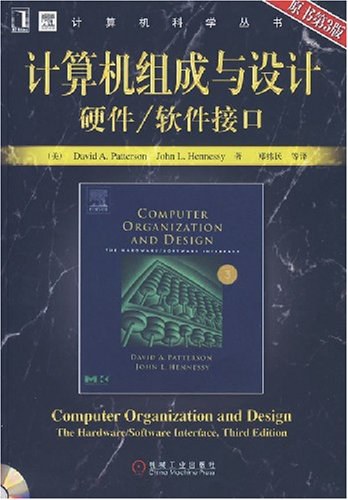 计算机科学丛书
原书第3版
计算机组成与设计
硬件/软件接口
(美) David A. Patterson John L. Hennessy 著 郑纬民 等译
COMPUTER
ORGANIZATION
AND DESIGN
THE HARDWARE/SOFTWARE INTERFACE
3
DAVID A. PATTERSON
JOHN L. HENNESSY
Computer Organization and Design
The Hardware/Software Interface, Third Edition
机械工业出版社
China Machine Press